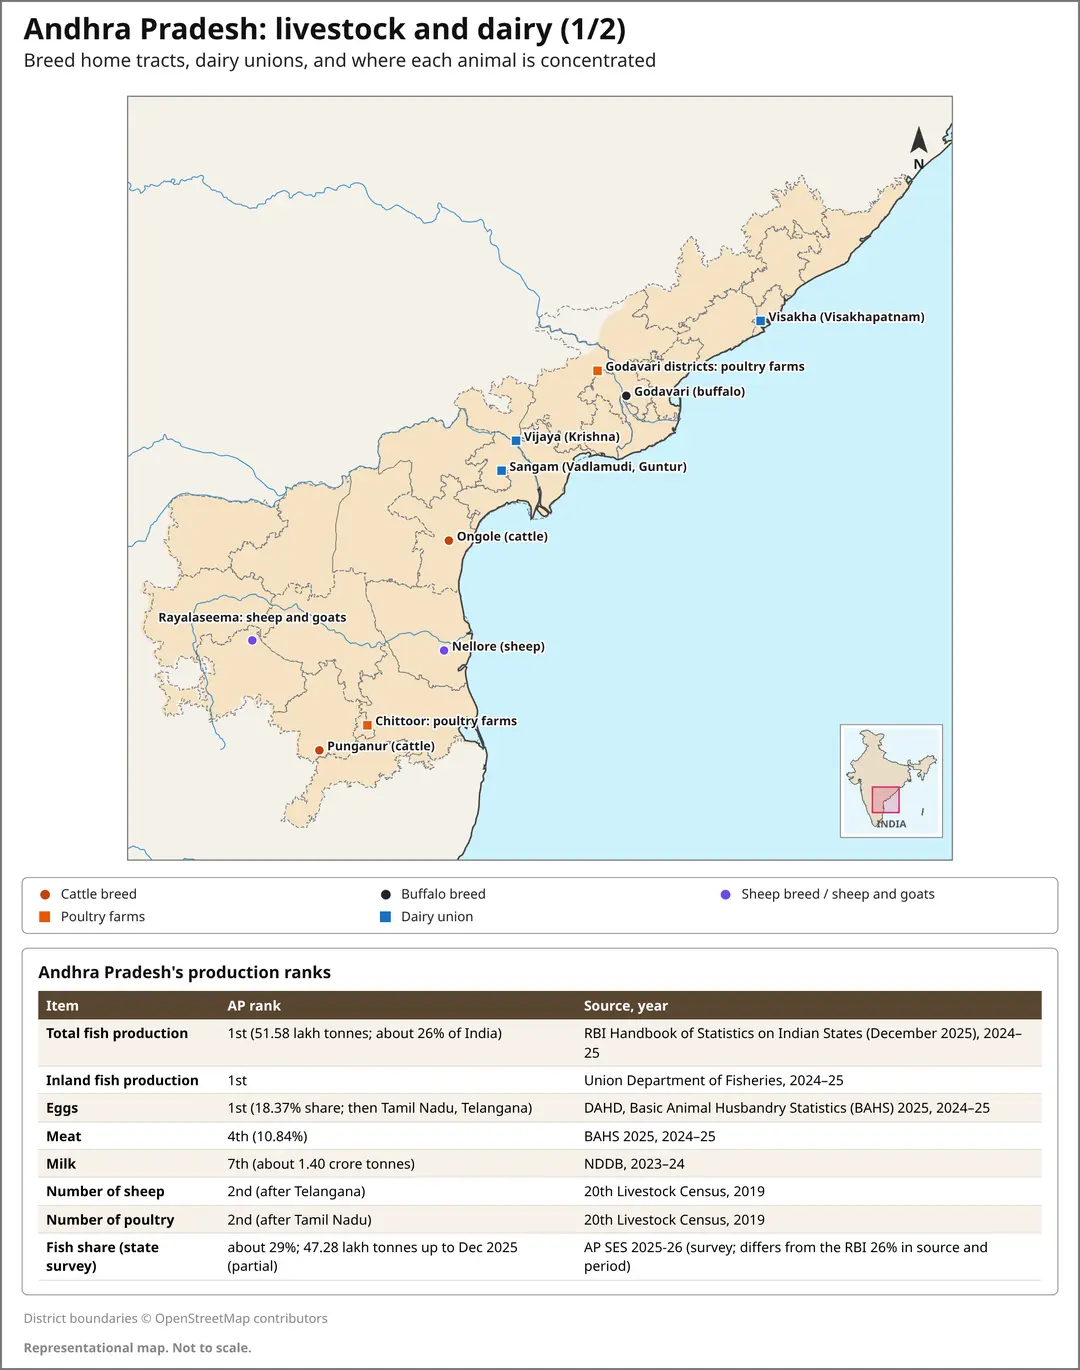 Andhra Pradesh: livestock and dairy (1/2)
Breed home tracts, dairy unions, and where each animal is concentrated
N
Visakha (Visakhapatnam)
Godavari districts: poultry farms
Godavari (buffalo)
Vijaya (Krishna)
Sangam (Vadlamudi, Guntur)
Ongole (cattle)
Rayalaseema: sheep and goats
Nellore (sheep)
Chittoor: poultry farms
Punganur (cattle)
INDIA
Cattle breed
Buffalo breed
Sheep breed / sheep and goats
Poultry farms
Dairy union
Andhra Pradesh's production ranks
Item AP rank Source, year
Total fish production 1st (51.58 lakh tonnes; about 26% of India) RBI Handbook of Statistics on Indian States (December 2025), 2024–
25
Inland fish production 1st Union Department of Fisheries, 2024–25
Eggs 1st (18.37% share; then Tamil Nadu, Telangana) DAHD, Basic Animal Husbandry Statistics (BAHS) 2025, 2024–25
Meat 4th (10.84%) BAHS 2025, 2024–25
Milk 7th (about 1.40 crore tonnes) NDDB, 2023–24
Number of sheep 2nd (after Telangana) 20th Livestock Census, 2019
Number of poultry 2nd (after Tamil Nadu) 20th Livestock Census, 2019
Fish share (state about 29%; 47.28 lakh tonnes up to Dec 2025 AP SES 2025-26 (survey; differs from the RBI 26% in source and
survey) (partial) period)
District boundaries © OpenStreetMap contributors
Representational map. Not to scale.